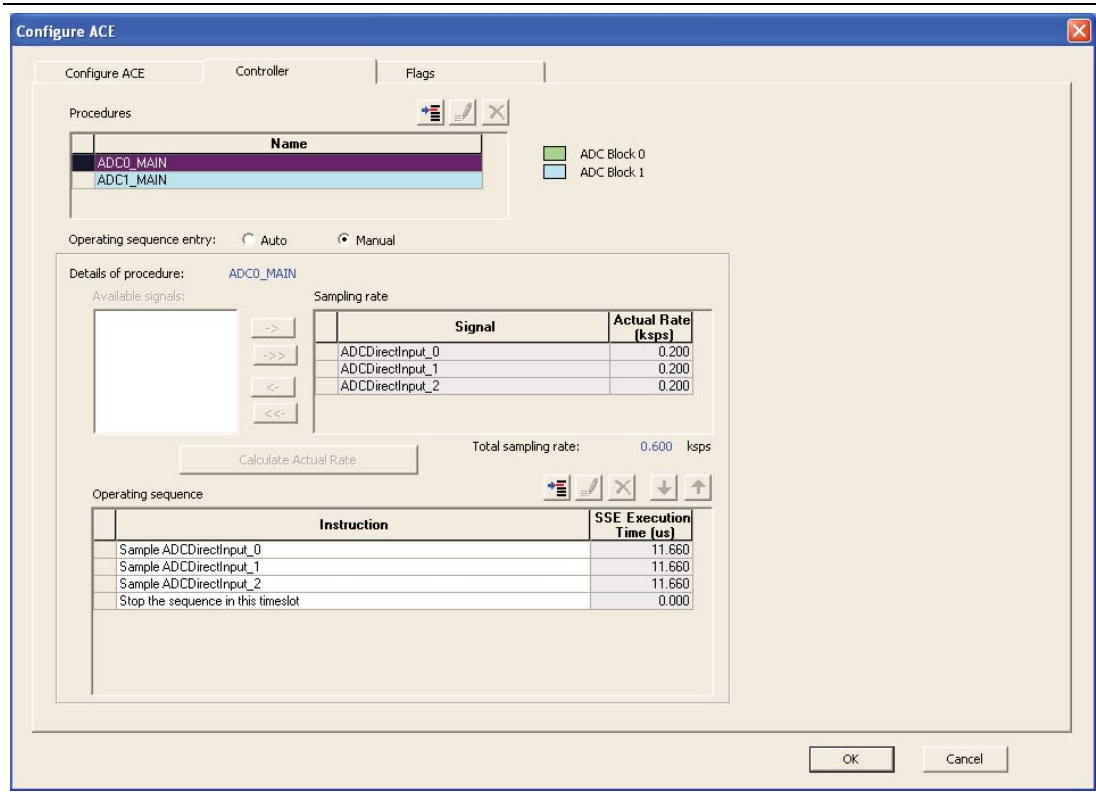 Configure ACE
Configure ACE Controller Flags
Procedures
Name
ADC0_MAIN
ADC1_MAIN
ADC Block 0
ADC Block 1
Operating sequence entry: Auto Manual
Details of procedure: ADC0_MAIN
Available signals:
Sampling rate
Signal Actual Rate (ksps)
ADCDirectInput_0 0.200
ADCDirectInput_1 0.200
ADCDirectInput_2 0.200
->
->>
<-
<<-
Total sampling rate: 0.600 ksps
Calculate Actual Rate
Operating sequence
Instruction SSE Execution Time (us)
Sample ADCDirectInput_0 11.660
Sample ADCDirectInput_1 11.660
Sample ADCDirectInput_2 11.660
Stop the sequence in this timeslot 0.000
OK Cancel